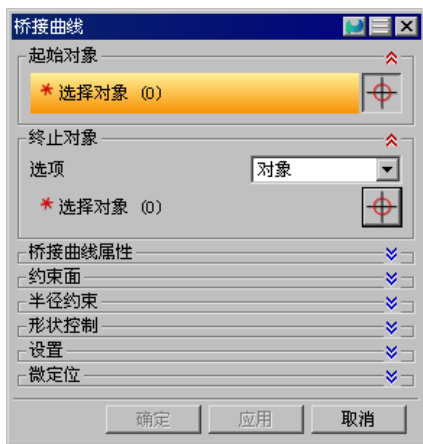 桥接曲线
起始对象
* 选择对象 (0)
终止对象
选项 对象
* 选择对象 (0)
桥接曲线属性
约束面
半径约束
形状控制
设置
微定位
确定 应用 取消